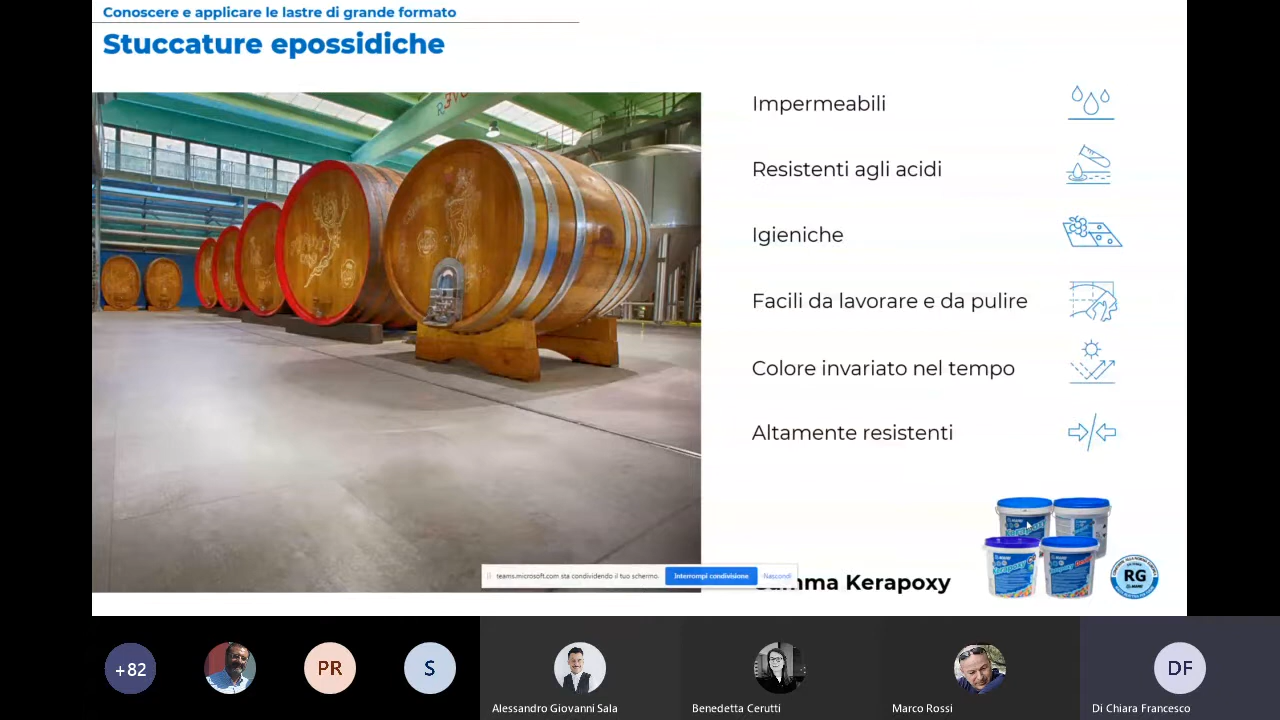 Conoscere e applicare le lastre di grande formato
Stuccature epossidiche
Impermeabili
Resistenti agli acidi
Igieniche
Facili da lavorare e da pulire
Colore invariato nel tempo
Altamente resistenti
teams.microsoft.com sta condividendo il tuo schermo.
Interrompi condivisione
Nascondi
Kerapoxy
RG
+82
PR
S
DF
Alessandro Giovanni Sala
Benedetta Cerutti
Marco Rossi
Di Chiara Francesco